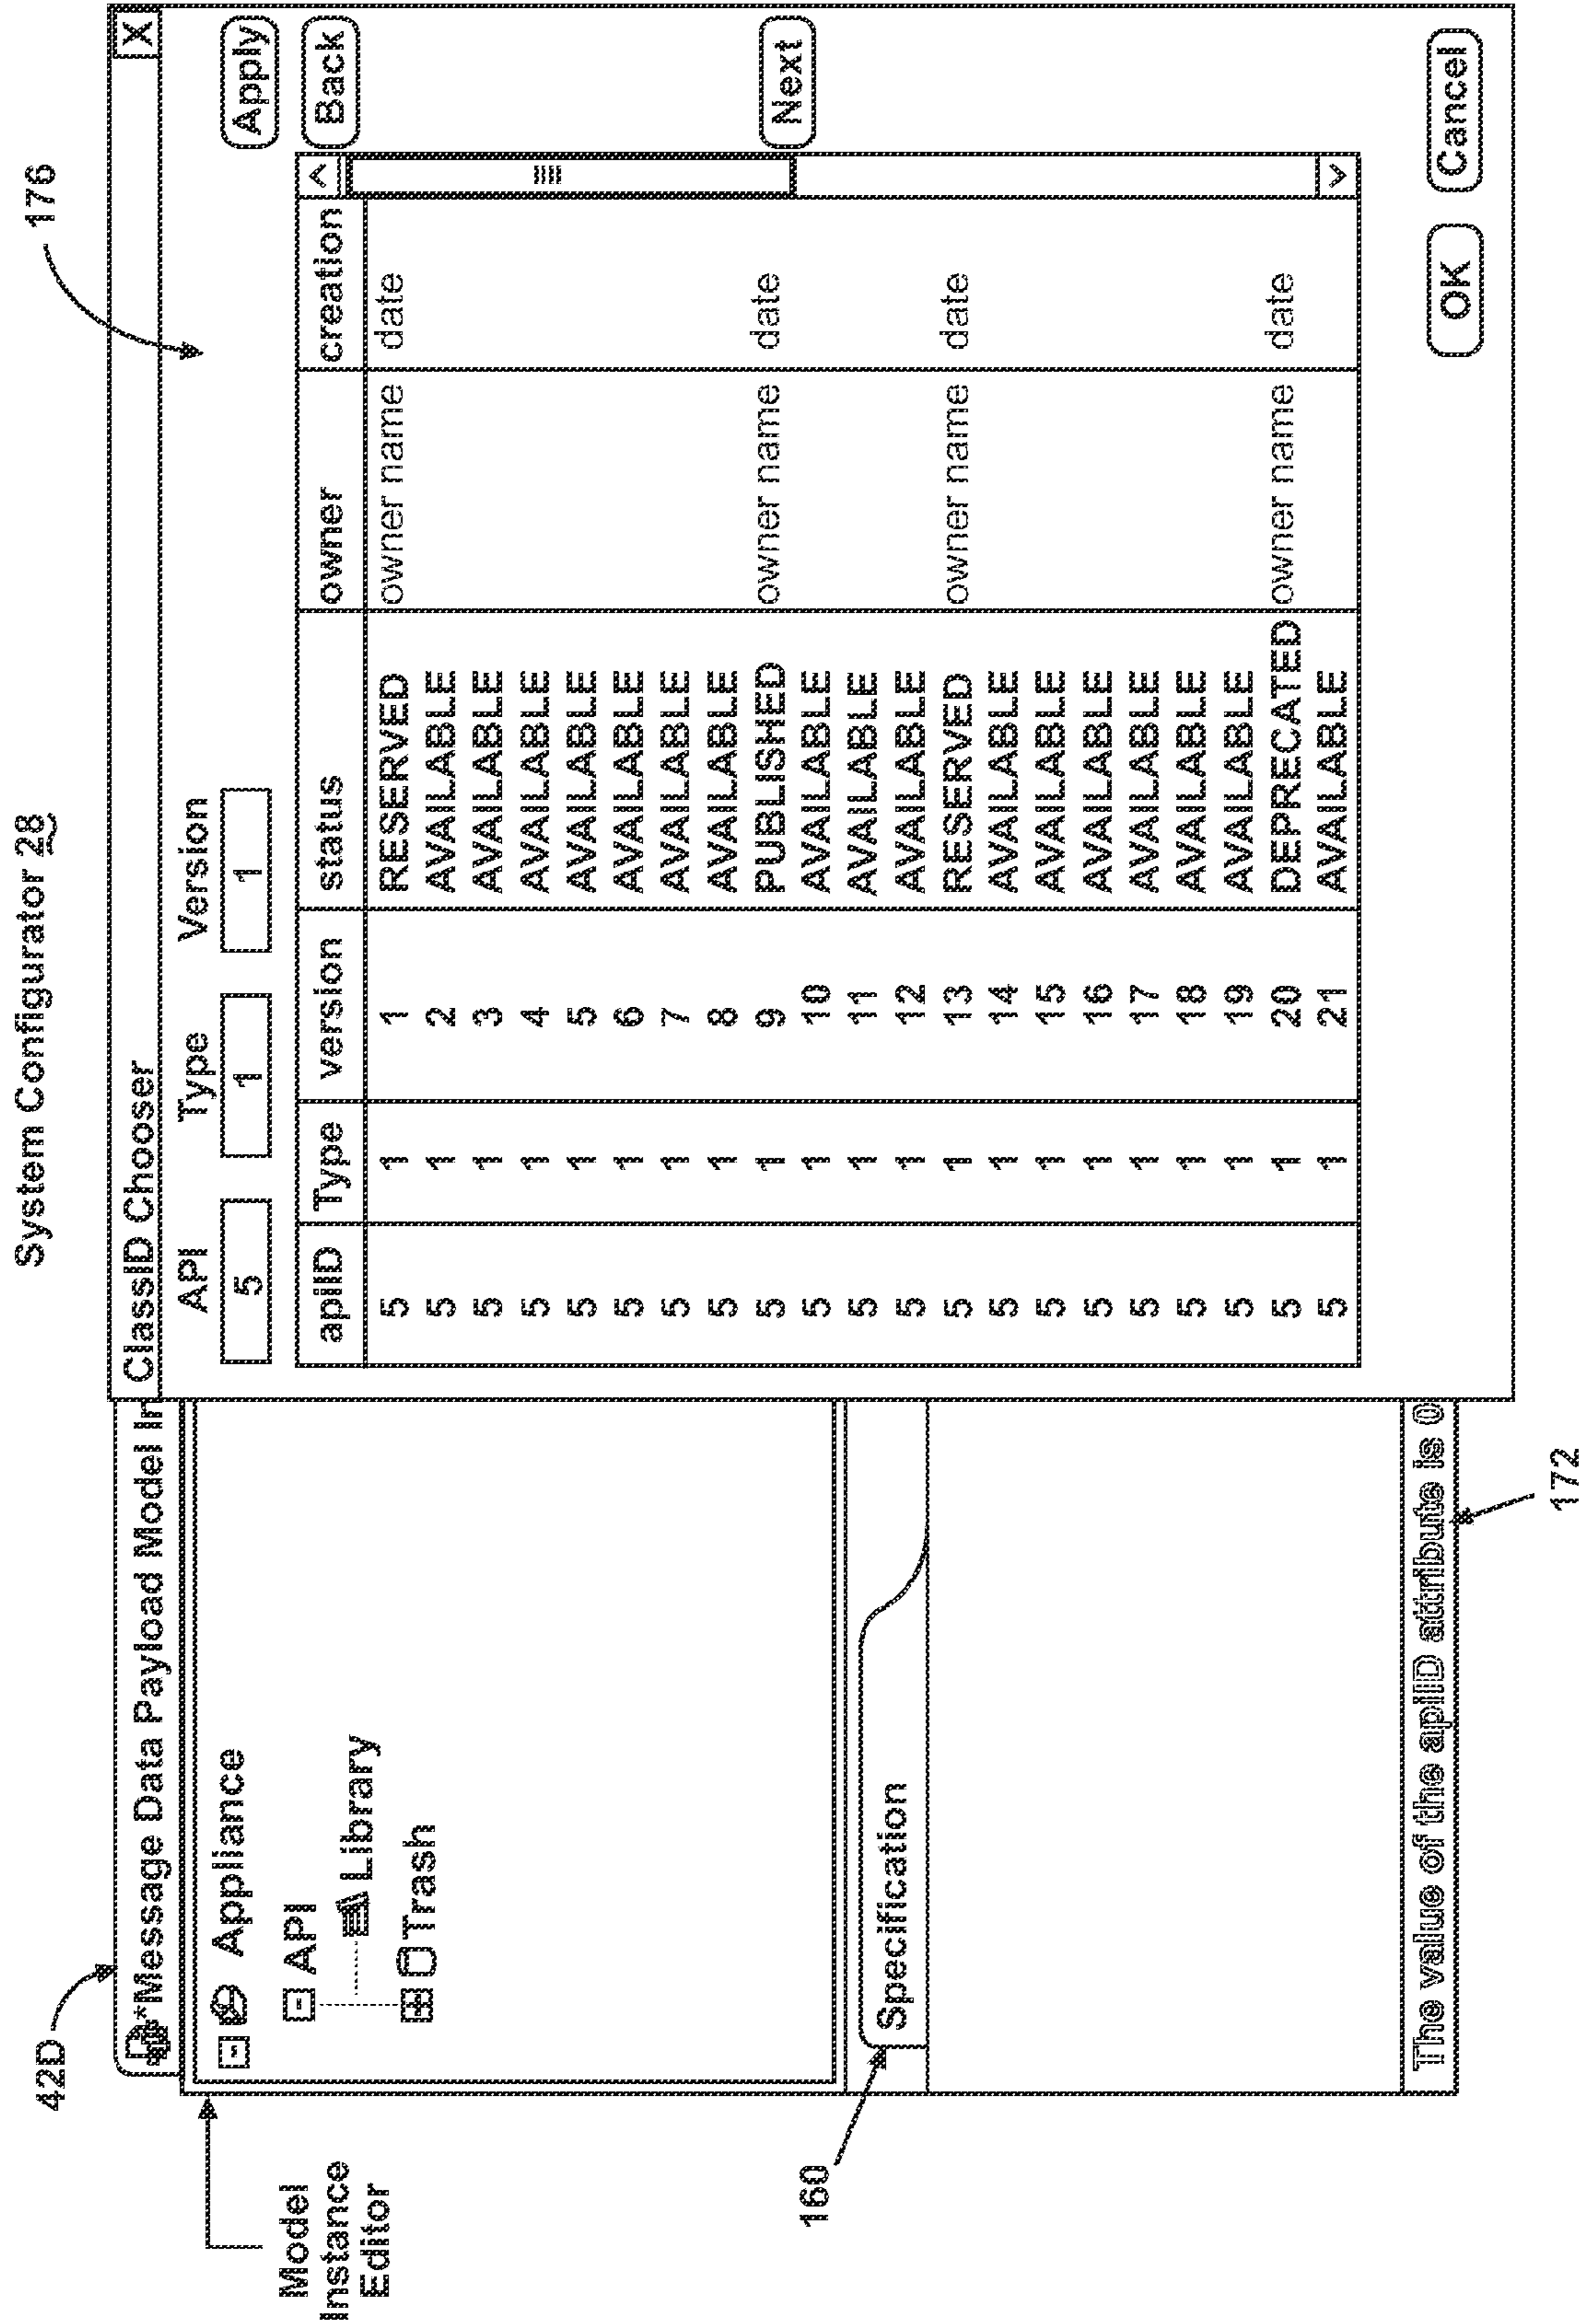 System Configurator 28
42D
176
*Message Data Payload Model In
ClassID Chooser
X
Model
Instance
Editor
Appliance
API
Library
Trash
API Type Version
5 1 1
Apply
Back
apiID Type version status owner creation
5 1 1 RESERVED owner name date
5 1 2 AVAILABLE
5 1 3 AVAILABLE
5 1 4 AVAILABLE
5 1 5 AVAILABLE
5 1 6 AVAILABLE
5 1 7 AVAILABLE
5 1 8 AVAILABLE
5 1 9 PUBLISHED owner name date
5 1 10 AVAILABLE
5 1 11 AVAILABLE
5 1 12 AVAILABLE
5 1 13 RESERVED owner name date
5 1 14 AVAILABLE
5 1 15 AVAILABLE
5 1 16 AVAILABLE
5 1 17 AVAILABLE
5 1 18 AVAILABLE
5 1 19 AVAILABLE
5 1 20 DEPRECATED owner name date
5 1 21 AVAILABLE
Next
160
Specification
The value of the apiID attribute is 0
OK
Cancel
172